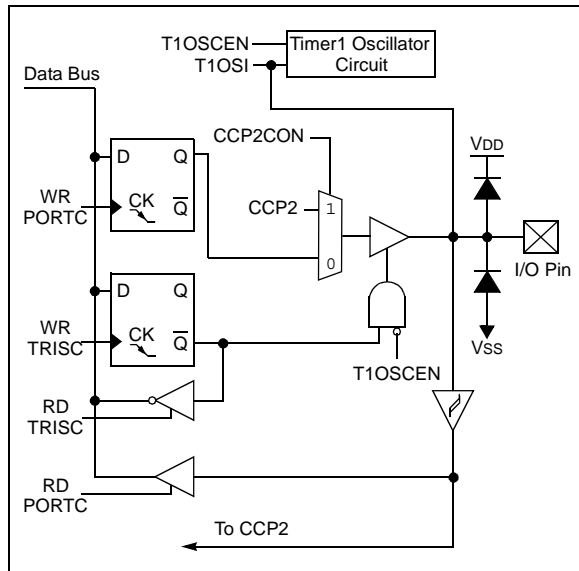 T1OSCEN
T1OSI
Timer1 Oscillator
Circuit
Data Bus
CCP2CON
VDD
D Q
WR
PORTC
CK
Q
CCP2
1
0
I/O Pin
D Q
WR
TRISC
CK
Q
VSS
T1OSCEN
RD
TRISC
RD
PORTC
To CCP2